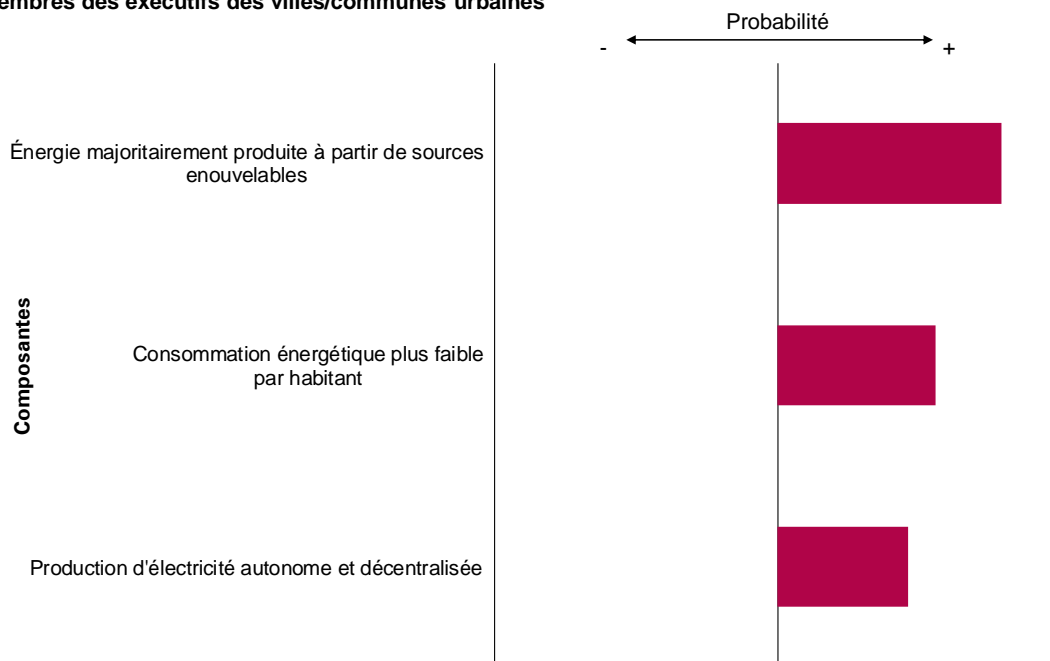 embres des exécutifs des villes/communes urbaines
Probabilité
- +
Énergie majoritairement produite à partir de sources
enouvelables
Composantes
Consommation énergétique plus faible
par habitant
Production d'électricité autonome et décentralisée